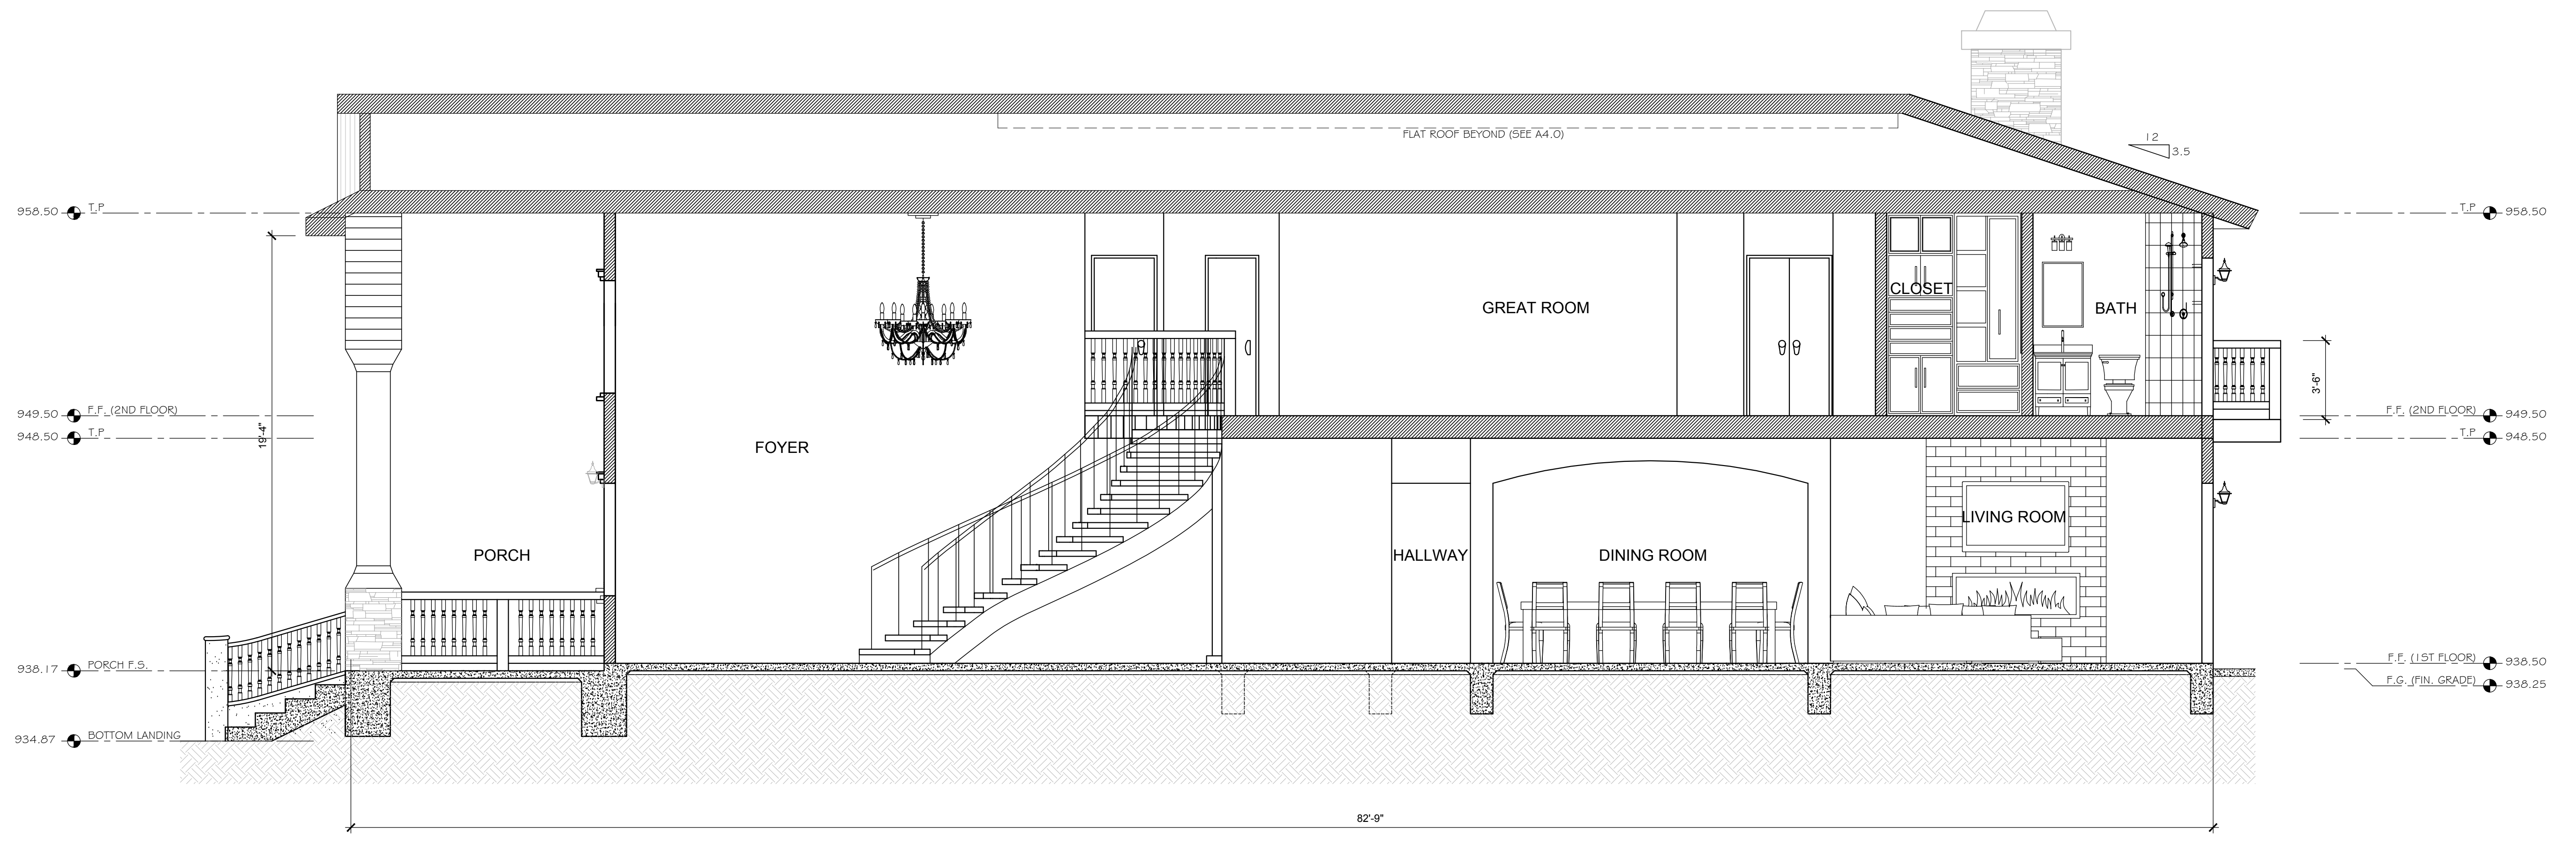 FLAT ROOF BEYOND (SEE A4.0)
12
3.5
958.50 T.P
T.P 958.50
CLOSET
GREAT ROOM
BATH
3'-6"
949.50 F.F. (2ND FLOOR)
F.F. (2ND FLOOR) 949.50
948.50 T.P
T.P 948.50
19'-4"
FOYER
LIVING ROOM
PORCH
HALLWAY
DINING ROOM
938.17 PORCH F.S.
F.F. (1ST FLOOR) 938.50
F.G. (FIN. GRADE) 938.25
934.87 BOTTOM LANDING
82'-9"